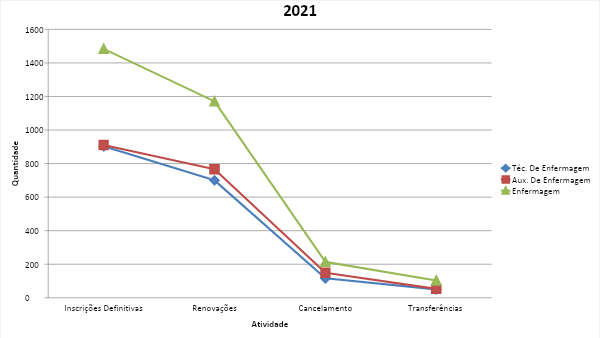 2021
1600
1400
1200
1000
800
600
400
200
0
Quantidade
Inscrições Definitivas
Renovações
Cancelamento
Transferências
Atividade
Téc. De Enfermagem
Aux. De Enfermagem
Enfermagem